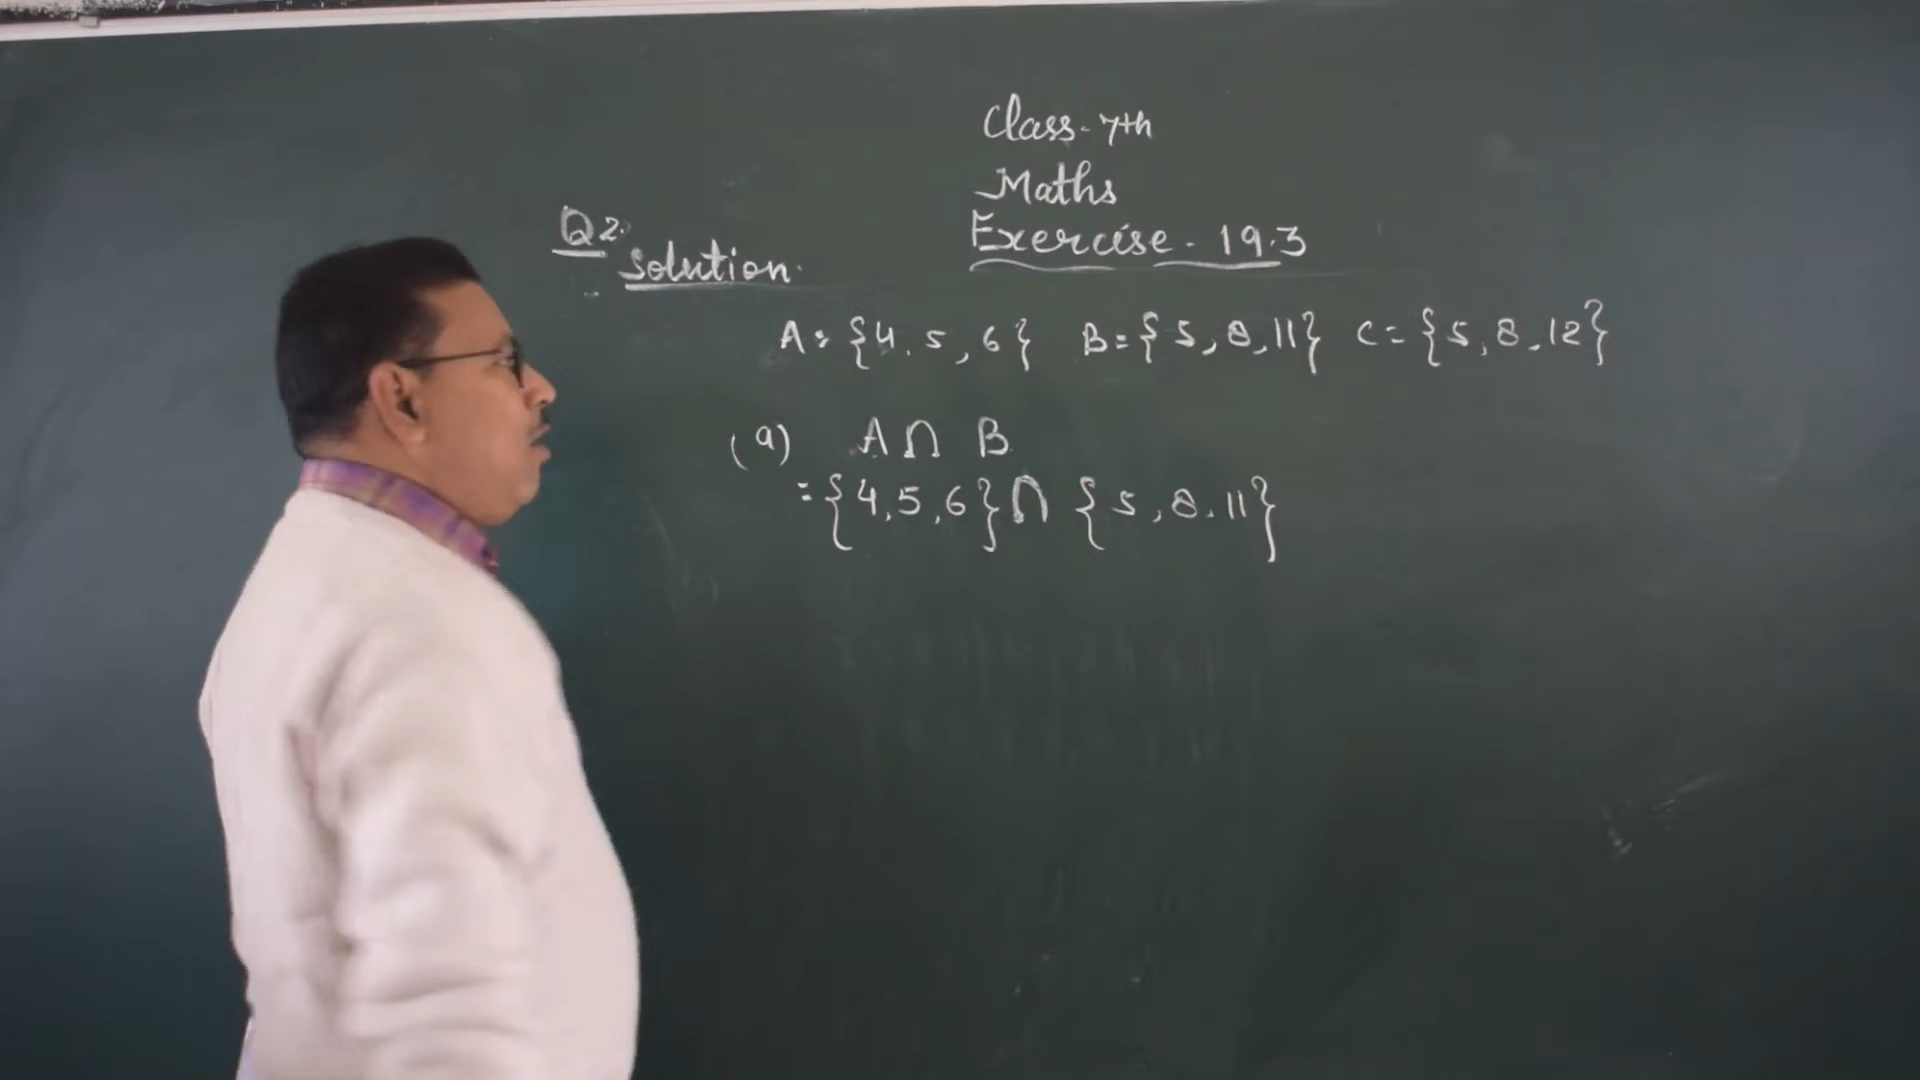 Class - 7th
Maths
Exercise - 19.3
Q2.
Solution.
A = {4, 5, 6} B = {5, 8, 11} C = {5, 8, 12}
(a) A ∩ B
= {4, 5, 6} ∩ {5, 8, 11}